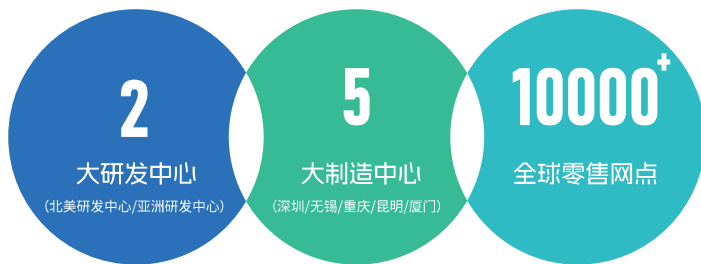 2
大研发中心
(北美研发中心/亚洲研发中心)
5
大制造中心
(深圳/无锡/重庆/昆明/厦门)
10000+
全球零售网点